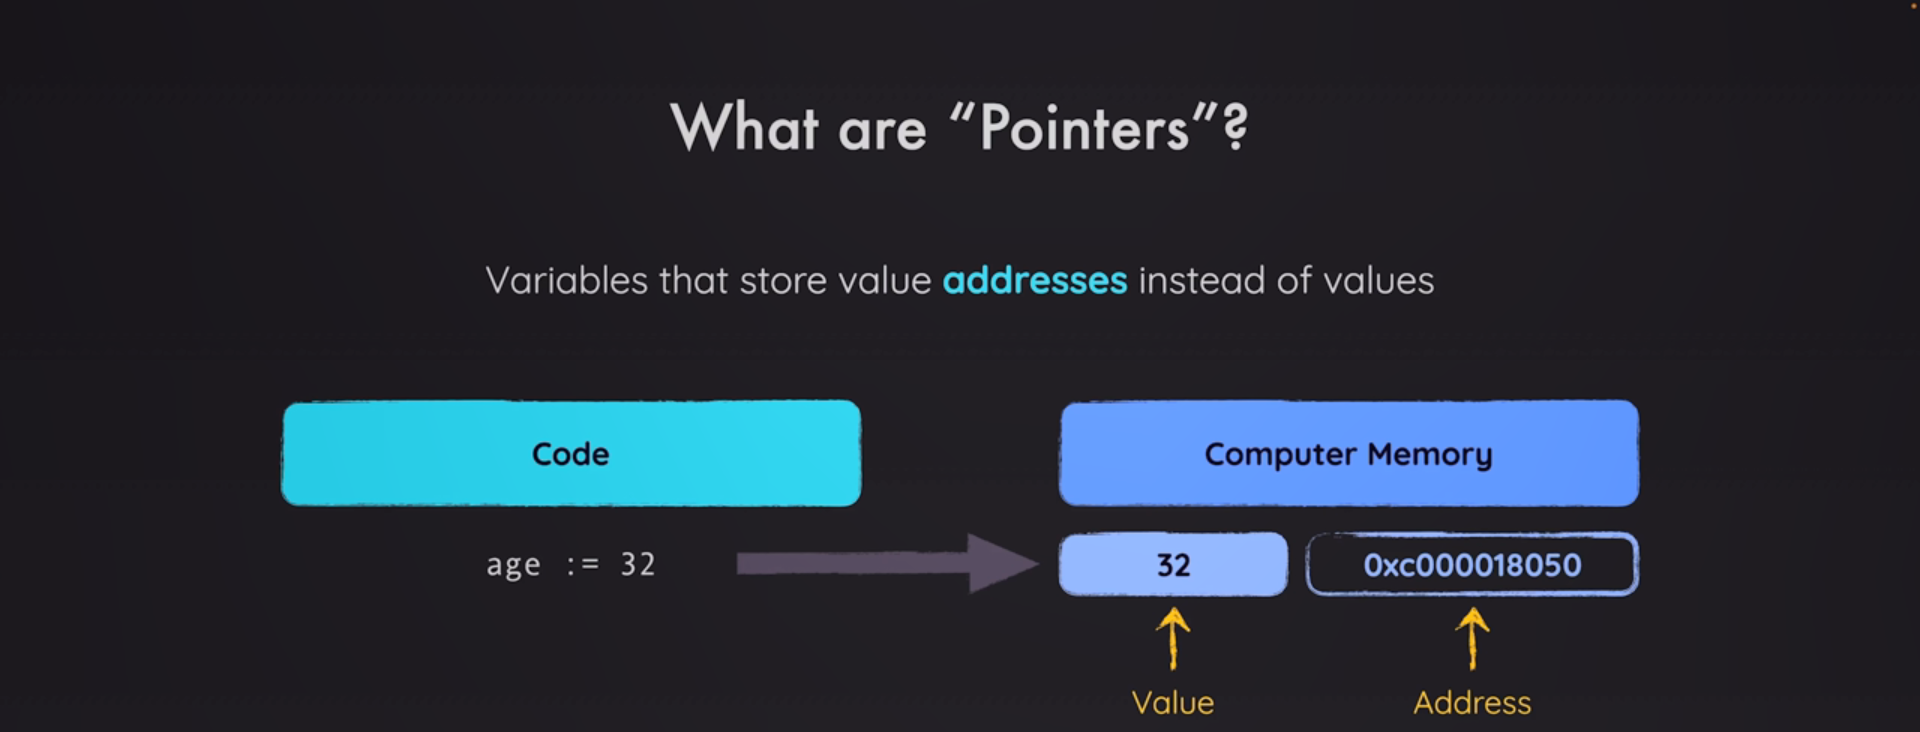 What are “Pointers”?
Variables that store value addresses instead of values
Code
Computer Memory
age := 32
32
0xc000018050
Value
Address